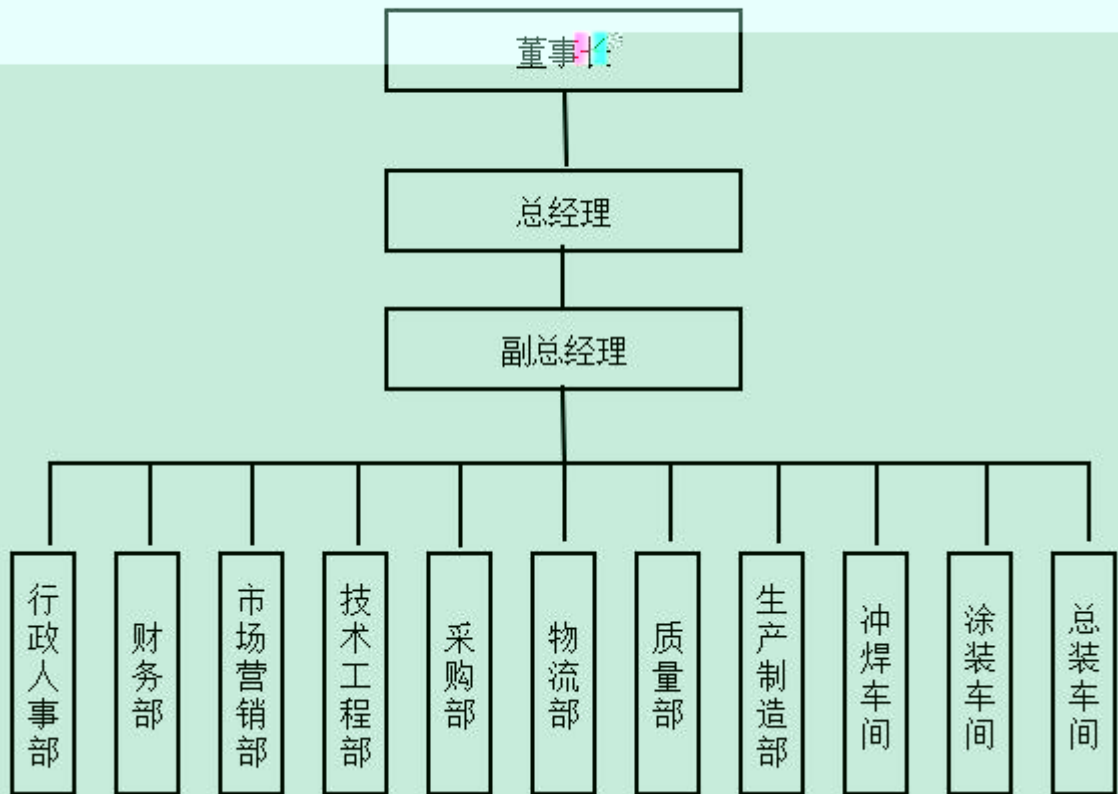 董事长
总经理
副总经理
行政人事部
财务部
市场营销部
技术工程部
采购部
物流部
质量部
生产制造部
冲焊车间
涂装车间
总装车间